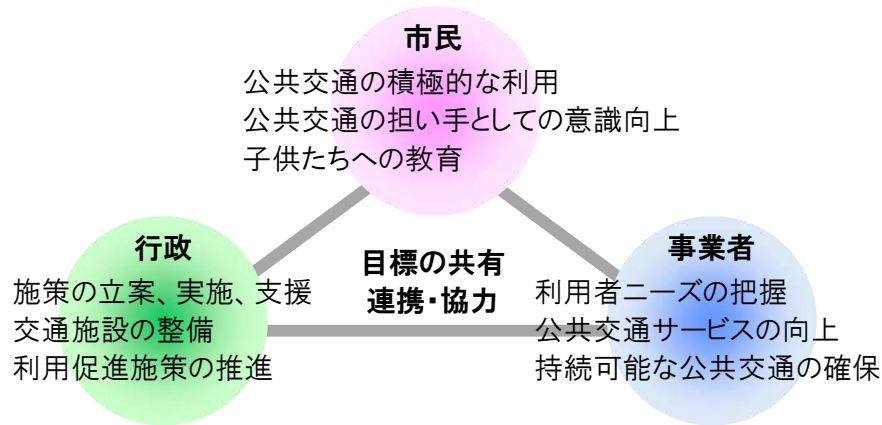 市民
公共交通の積極的な利用
公共交通の担い手としての意識向上
子供たちへの教育
行政
施策の立案、実施、支援
交通施設の整備
利用促進施策の推進
目標の共有
連携・協力
事業者
利用者ニーズの把握
公共交通サービスの向上
持続可能な公共交通の確保